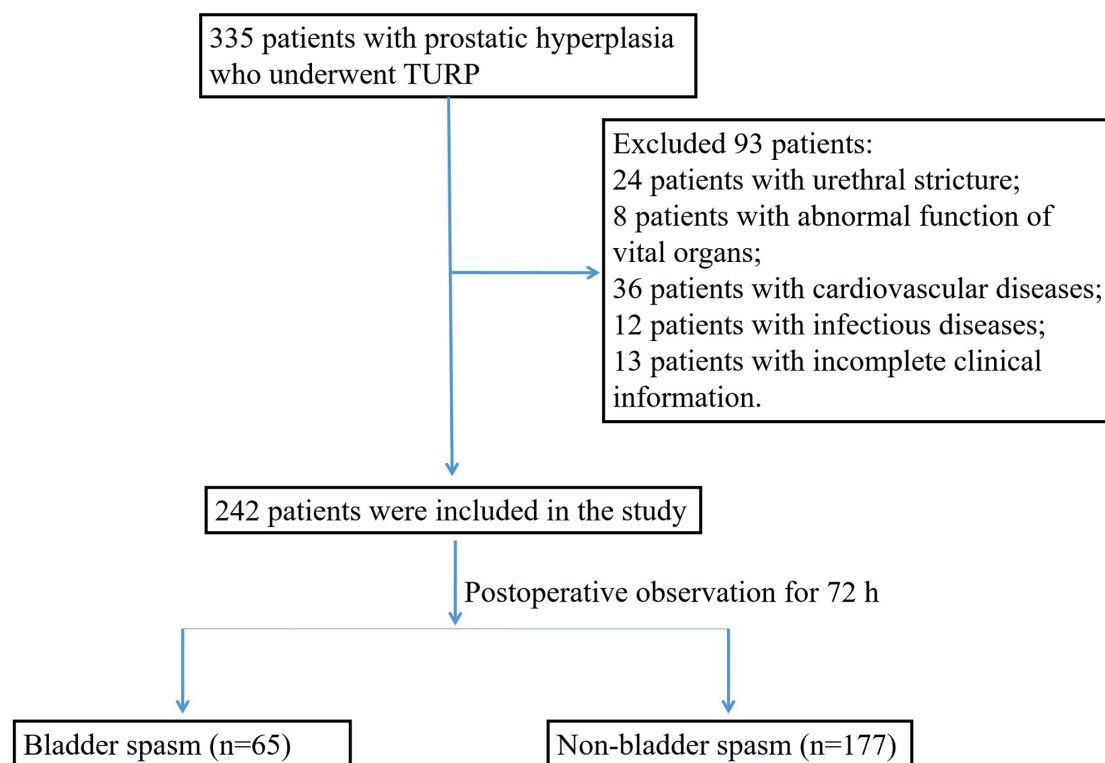 335 patients with prostatic hyperplasia
who underwent TURP
Excluded 93 patients:
24 patients with urethral stricture;
8 patients with abnormal function of
vital organs;
36 patients with cardiovascular diseases;
12 patients with infectious diseases;
13 patients with incomplete clinical
information.
242 patients were included in the study
Postoperative observation for 72 h
Bladder spasm (n=65)
Non-bladder spasm (n=177)